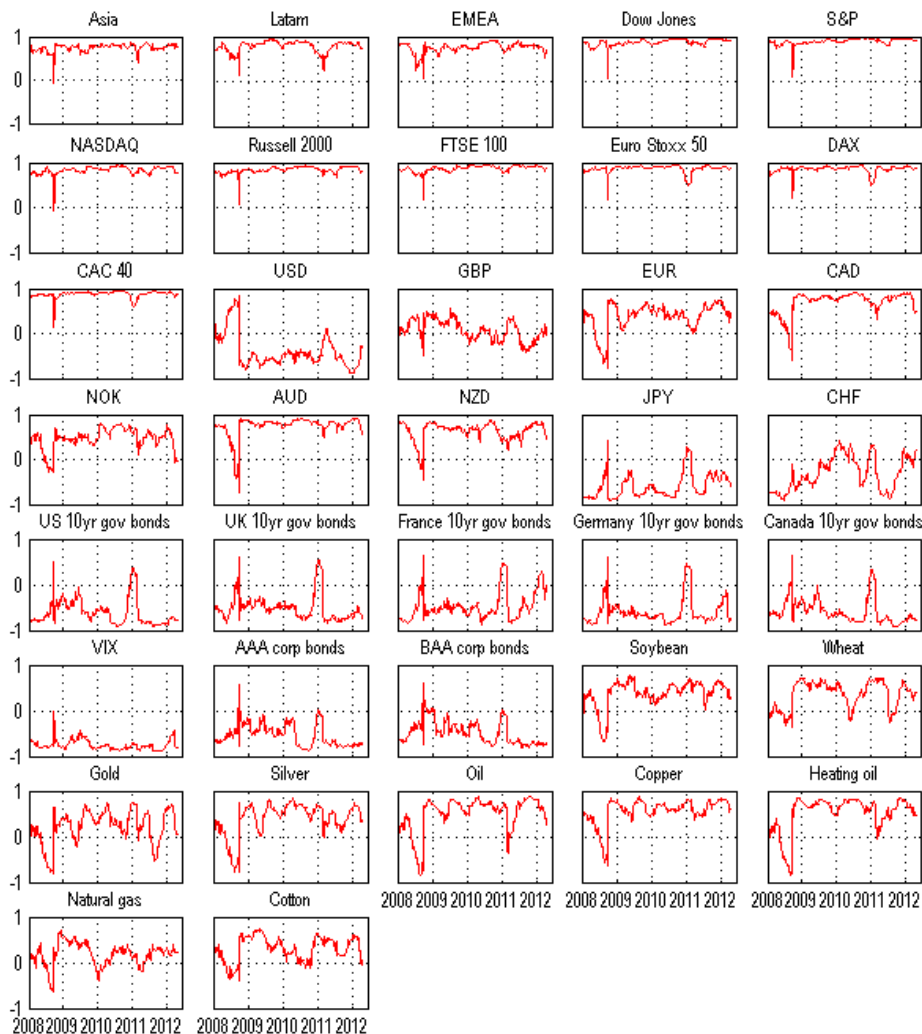 Asia Latam EMEA Dow Jones S&P
1
0
-1
NASDAQ Russell 2000 FTSE 100 Euro Stoxx 50 DAX
1
0
-1
CAC 40 USD GBP EUR CAD
1
0
-1
NOK AUD NZD JPY CHF
1
0
-1
US 10yr gov bonds UK 10yr gov bonds France 10yr gov bonds Germany 10yr gov bonds Canada 10yr gov bonds
1
0
-1
VIX AAA corp bonds BAA corp bonds Soybean Wheat
1
0
-1
Gold Silver Oil Copper Heating oil
1
0
-1
2008 2009 2010 2011 2012 2008 2009 2010 2011 2012 2008 2009 2010 2011 2012
Natural gas Cotton
1
0
-1
2008 2009 2010 2011 2012 2008 2009 2010 2011 2012